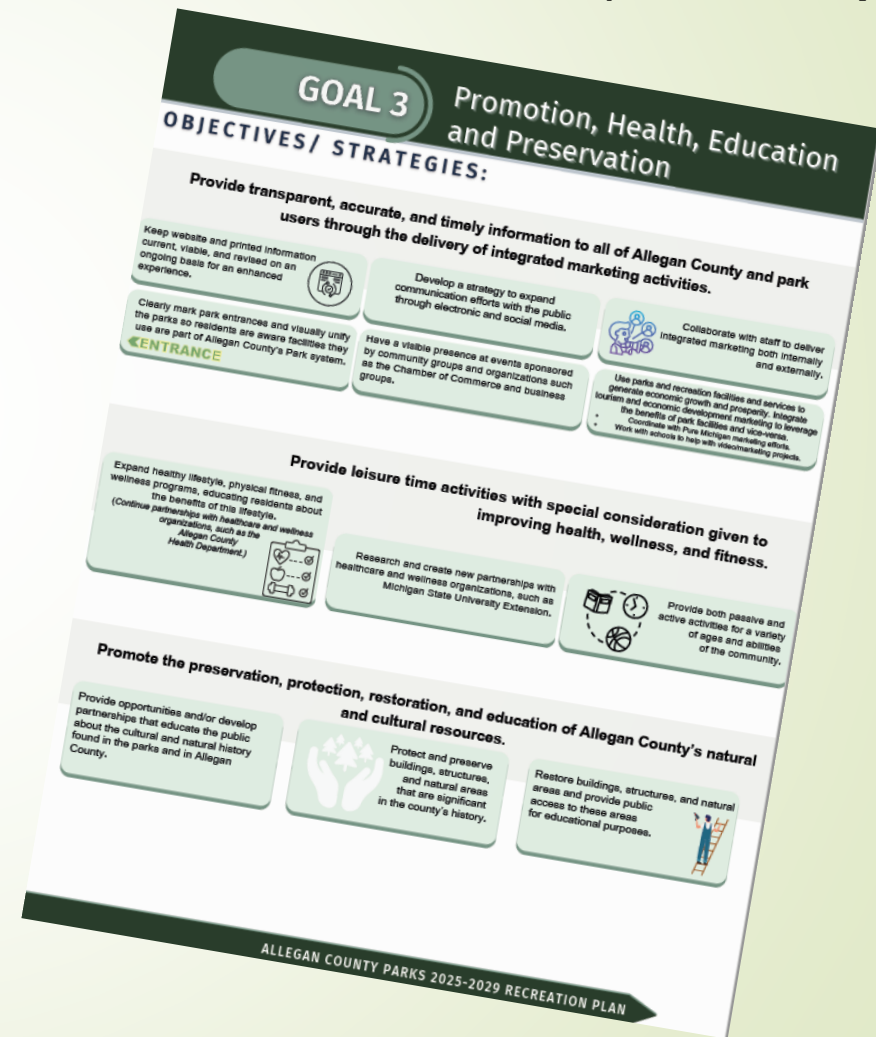 GOAL 3
Promotion, Health, Education
and Preservation
OBJECTIVES/ STRATEGIES:
Provide transparent, accurate, and timely information to all of Allegan County and park
users through the delivery of integrated marketing activities.
Keep website and printed information
current, viable, and revised on an
ongoing basis for an enhanced
experience.
Develop a strategy to expand
communication efforts with the public
through electronic and social media.
Collaborate with staff to deliver
integrated marketing both internally
and externally.
Clearly mark park entrances and visually unify
the parks so residents are aware facilities they
use are part of Allegan County's Park system.
ENTRANCE
Have a visible presence at events sponsored
by community groups and organizations such
as the Chamber of Commerce and business
groups.
Use parks and recreation facilities and services to
generate economic growth and prosperity. Integrate
tourism and economic development marketing to leverage
the benefits of park facilities and vice-versa.
• Coordinate with Pure Michigan marketing efforts.
• Work with schools to help with video/marketing projects.
Provide leisure time activities with special consideration given to
improving health, wellness, and fitness.
Expand healthy lifestyle, physical fitness, and
wellness programs, educating residents about
the benefits of this lifestyle.
(Continue partnerships with healthcare and wellness
organizations, such as the
Allegan County
Health Department.)
Research and create new partnerships with
healthcare and wellness organizations, such as
Michigan State University Extension.
Provide both passive and
active activities for a variety
of ages and abilities
of the community.
Promote the preservation, protection, restoration, and education of Allegan County's natural
and cultural resources.
Provide opportunities and/or develop
partnerships that educate the public
about the cultural and natural history
found in the parks and in Allegan
County.
Protect and preserve
buildings, structures,
and natural areas
that are significant
in the county's history.
Restore buildings, structures, and natural
areas and provide public
access to these areas
for educational purposes.
ALLEGAN COUNTY PARKS 2025-2029 RECREATION PLAN